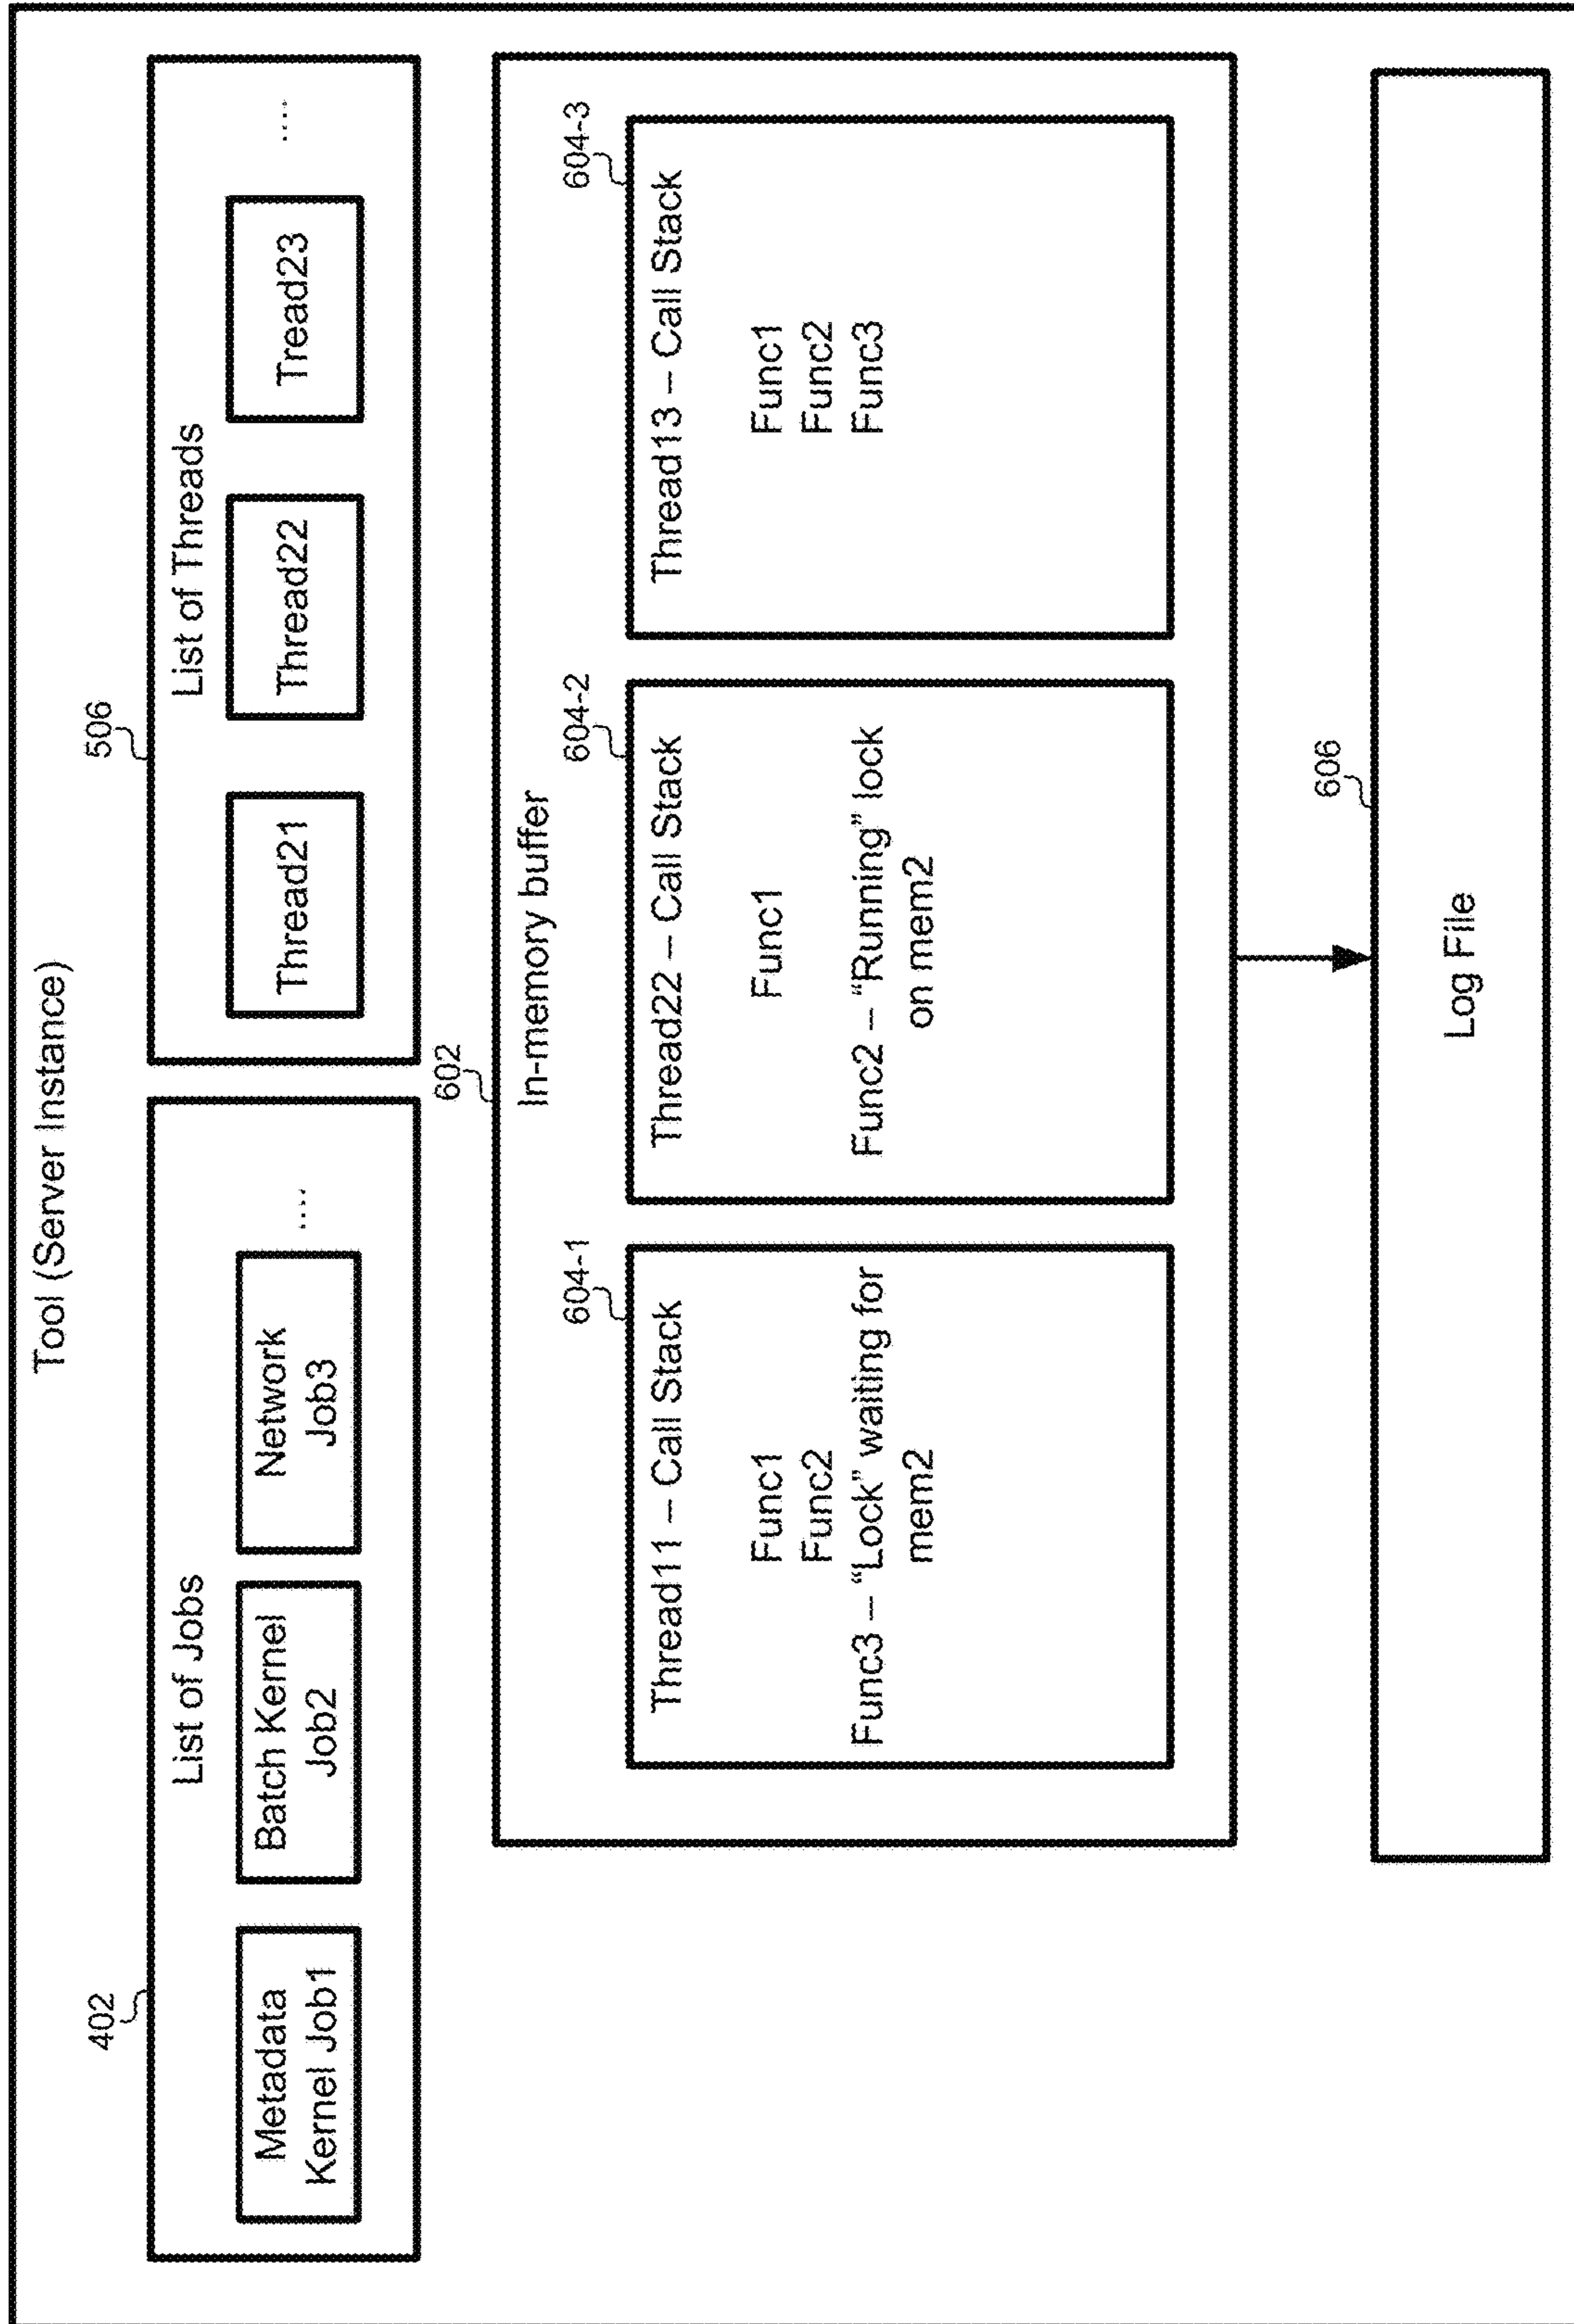 Tool (Server Instance)
402
List of Jobs
Metadata
Kernel Job1
Batch Kernel
Job2
Network
Job3
....
506
List of Threads
Thread21
Thread22
Tread23
....
602
In-memory buffer
604-1
Thread11 – Call Stack
Func1
Func2
Func3 – “Lock” waiting for
mem2
604-2
Thread22 – Call Stack
Func1
Func2 – “Running” lock
on mem2
604-3
Thread13 – Call Stack
Func1
Func2
Func3
606
Log File